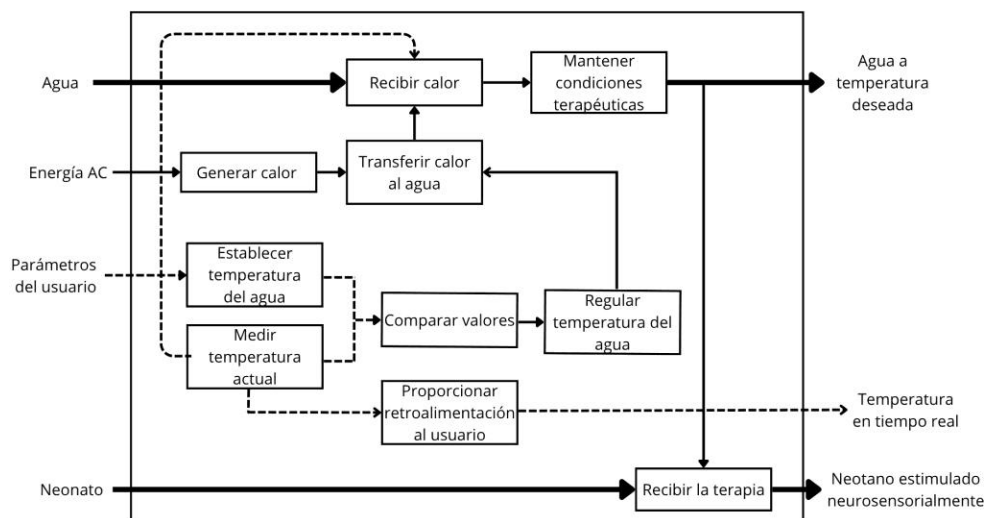 Agua
Recibir calor
Mantener
condiciones
terapéuticas
Agua a
temperatura
deseada
Energía AC
Generar calor
Transferir calor
al agua
Parámetros
del usuario
Establecer
temperatura
del agua
Comparar valores
Regular
temperatura del
agua
Medir
temperatura
actual
Proporcionar
retroalimentación
al usuario
Temperatura
en tiempo real
Neonato
Recibir la terapia
Neotano estimulado
neurosensorialmente